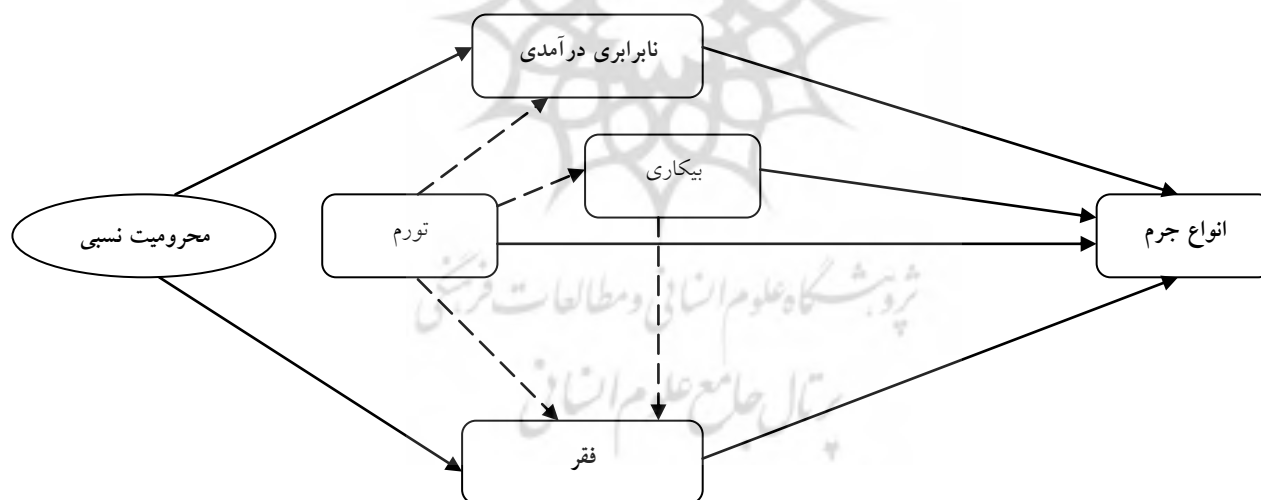 نابرابری درآمدی
بیکاری
تورم
محرومیت نسبی
انواع جرم
پژوهشگاه علوم انسانی و مطالعات فرهنگی
پرتال جامع علوم انسانی
فقر